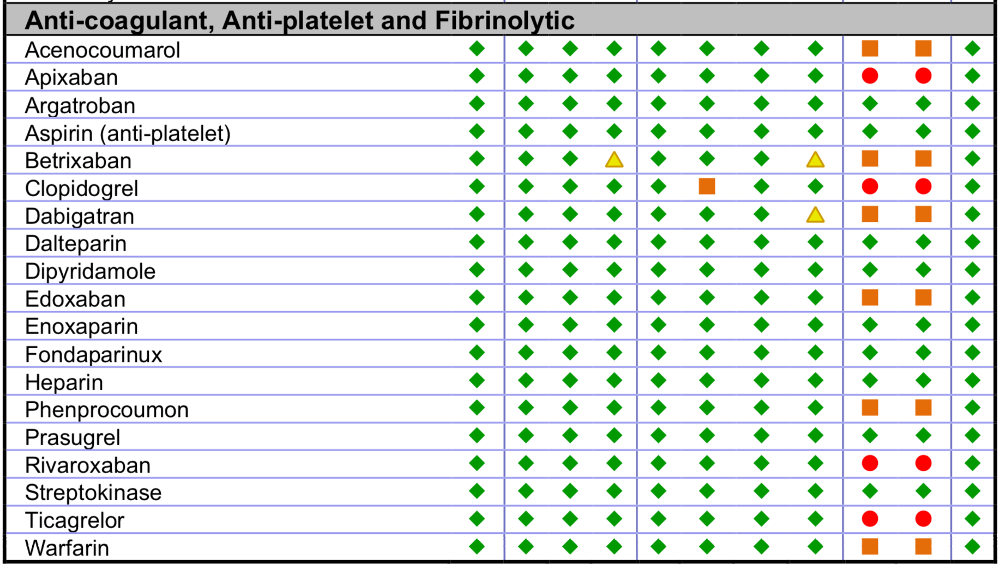 Anti-coagulant, Anti-platelet and Fibrinolytic
Acenocoumarol
Apixaban
Argatroban
Aspirin (anti-platelet)
Betrixaban
Clopidogrel
Dabigatran
Dalteparin
Dipyridamole
Edoxaban
Enoxaparin
Fondaparinux
Heparin
Phenprocoumon
Prasugrel
Rivaroxaban
Streptokinase
Ticagrelor
Warfarin